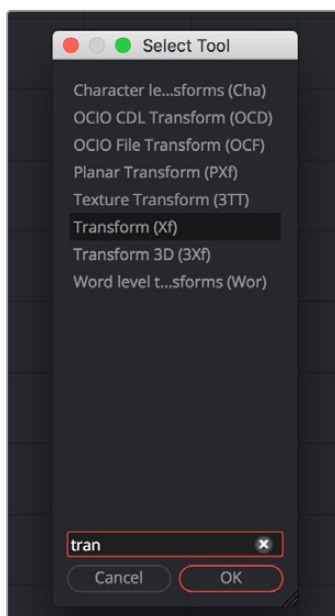 Select Tool
Character le...sforms (Cha)
OCIO CDL Transform (OCD)
OCIO File Transform (OCF)
Planar Transform (PXf)
Texture Transform (3TT)
Transform (Xf)
Transform 3D (3Xf)
Word level t...sforms (Wor)
tran
Cancel OK